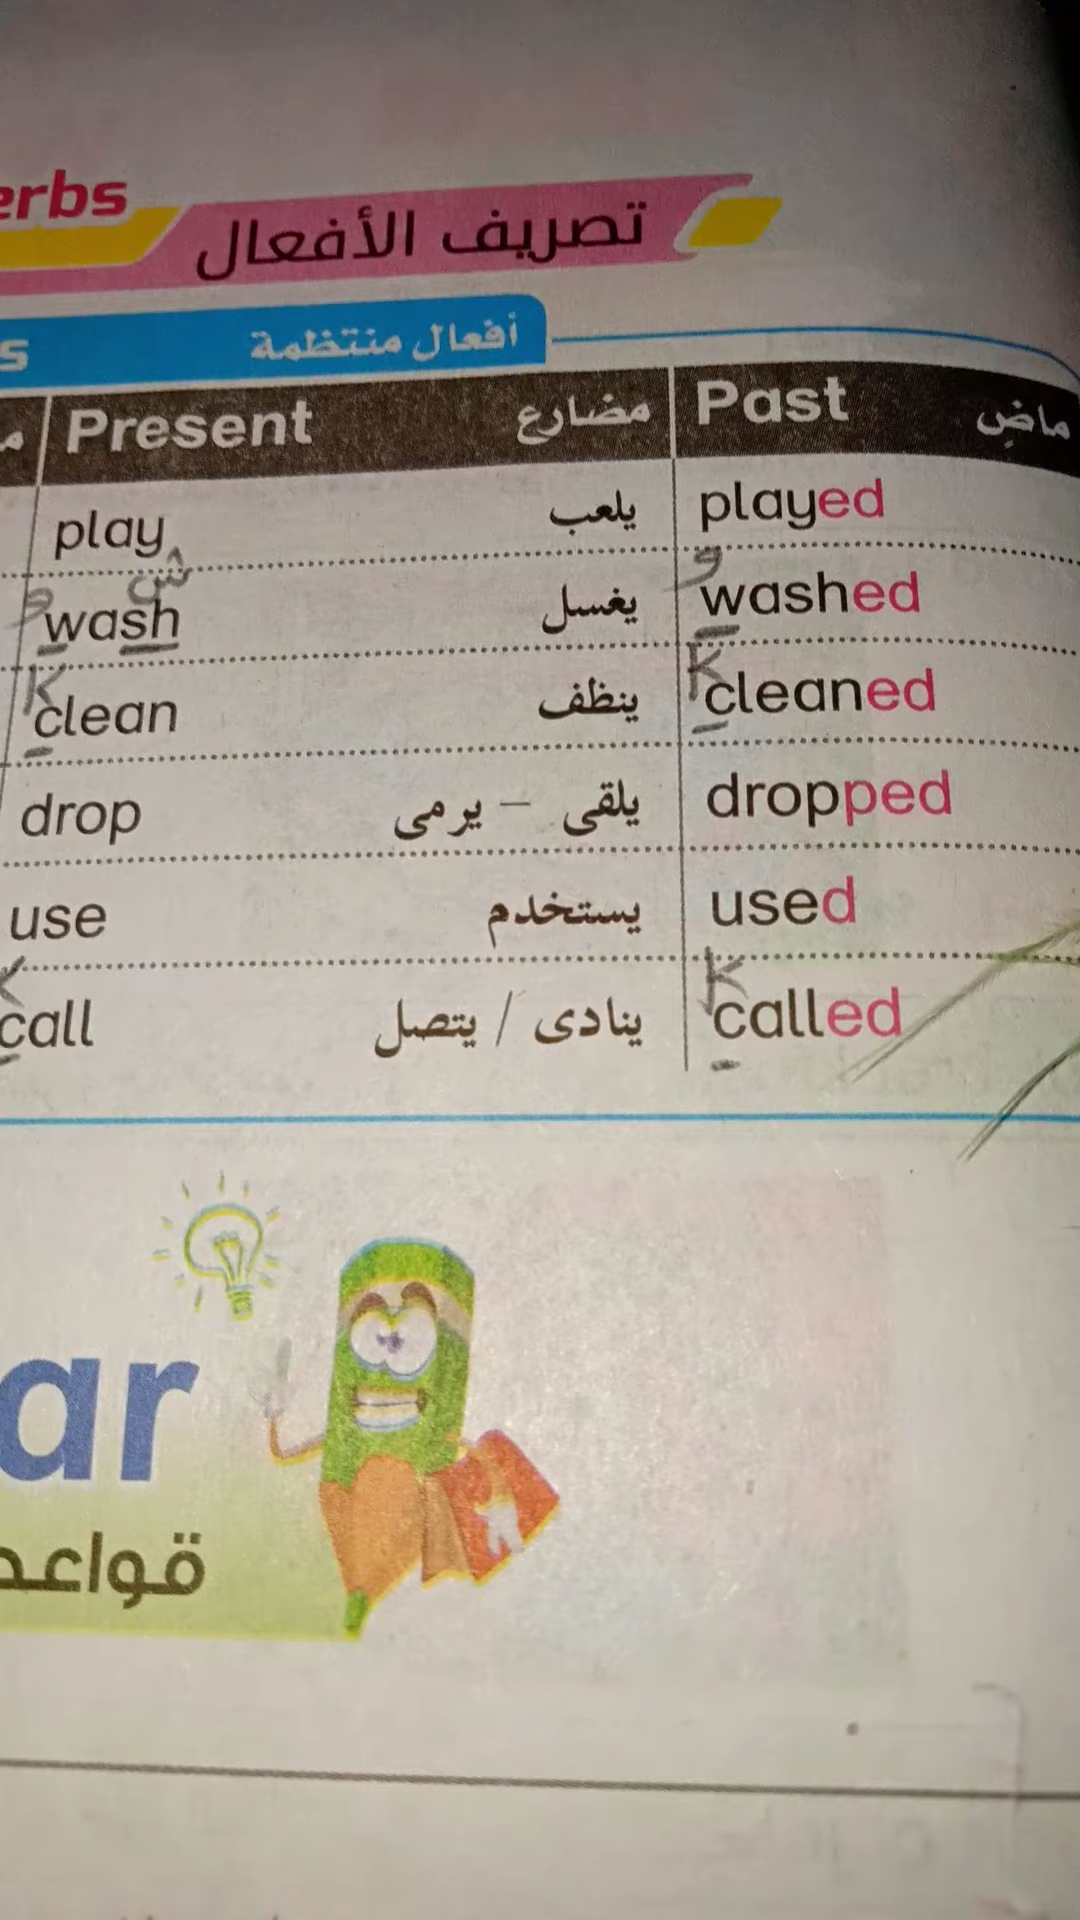 erbs تصريف الأفعال
s أفعال منتظمة
م Present مضارع Past ماضٍ
play يلعب played
ش و
wash يغسل و washed
K clean ينظف K cleaned
drop يلقى - يرمى dropped
use يستخدم used
K call ينادى / يتصل K called
ar
قواعد